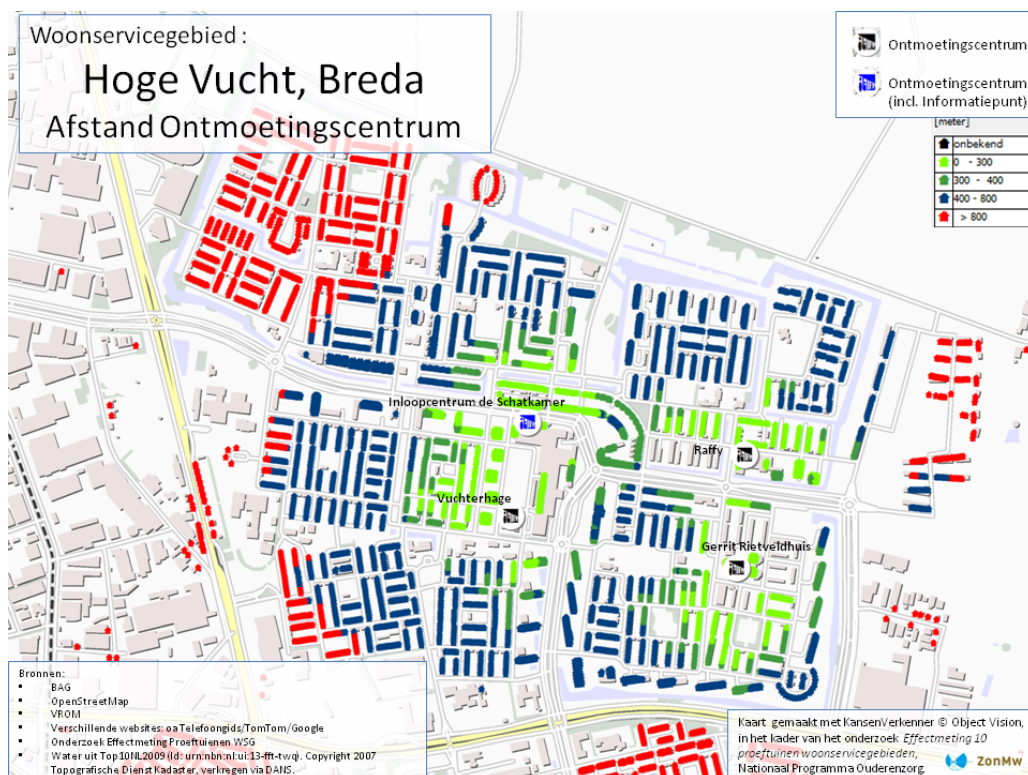 Woonservicegebied :
Hoge Vucht, Breda
Afstand Ontmoetingscentrum
Ontmoetingscentrum
Ontmoetingscentrum
(incl. Informatiepunt)
[meter]
onbekend
0 - 300
300 - 400
400 - 800
> 800
Inloopcentrum de Schatkamer
Raffy
Vuchterhage
Gerrit Rietveldhuis
Bronnen:
▪ BAG
▪ OpenStreetMap
▪ VROM
▪ Verschillende websites: oa Telefoongids/TomTom/Google
▪ Onderzoek Effectmeting Proeftuienen WSG
▪ Water uit Top10NL2009 (Id: urn:nbn:nl:ui:13-fft-twq). Copyright 2007
Topografische Dienst Kadaster, verkregen via DANS.
Kaart gemaakt met KansenVerkenner © Object Vision,
in het kader van het onderzoek Effectmeting 10
proeftuinen woonservicegebieden,
Nationaal Programma Ouderenzorg.
ZonMw